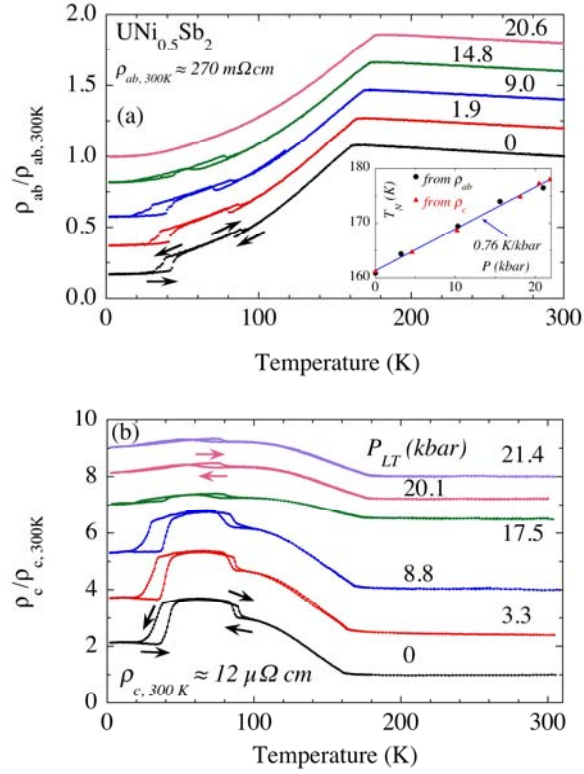 2.0
UNi0.5Sb2
20.6
ρab, 300K ≈ 270 mΩcm
14.8
1.5
(a)
9.0
1.9
1.0
0
ρab/ρab, 300K
180
from ρab
from ρc
TN (K)
170
0.76 K/kbar
P (kbar)
160
0 10 20
0.5
0.0
0 100 200 300
Temperature (K)
10
(b)
PLT (kbar)
21.4
20.1
8
17.5
6
8.8
ρc/ρc, 300K
4
3.3
2
0
ρc, 300 K ≈ 12 μΩ cm
0
0 100 200 300
Temperature (K)